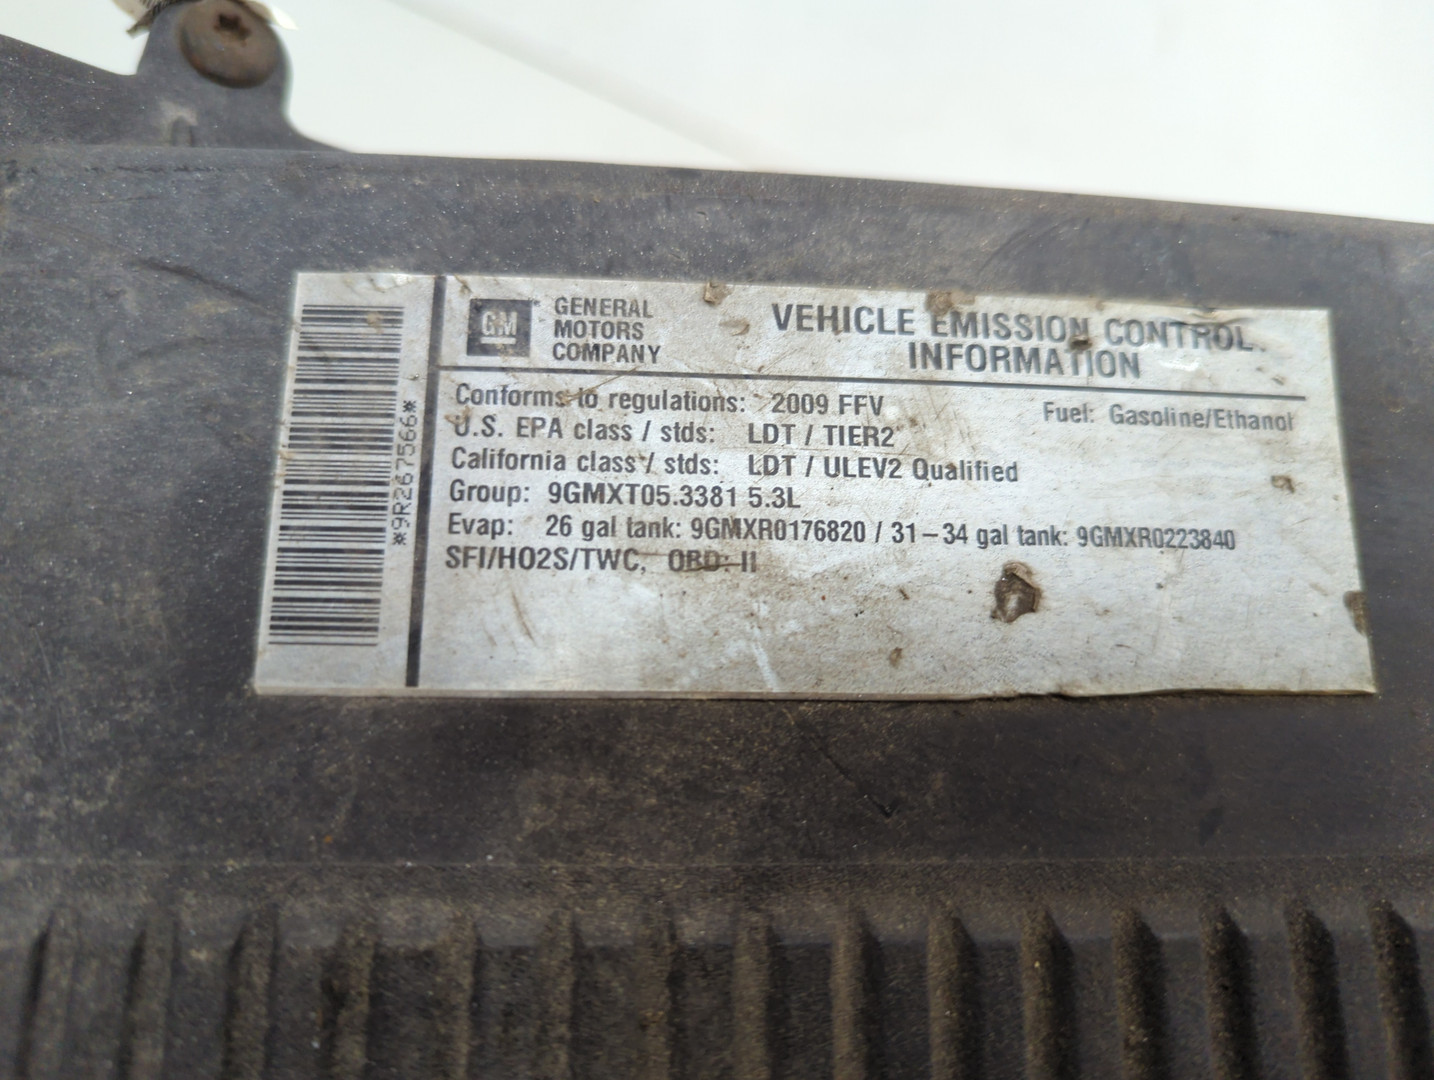 *9R2675566*
GM
GENERAL
MOTORS
COMPANY
VEHICLE EMISSION CONTROL
INFORMATION
Conforms to regulations: 2009 FFV
Fuel: Gasoline/Ethanol
U.S. EPA class / stds: LDT / TIER2
California class / stds: LDT / ULEV2 Qualified
Group: 9GMXT05.3381 5.3L
Evap: 26 gal tank: 9GMXR0176820 / 31-34 gal tank: 9GMXR0223840
SFI/HO2S/TWC, OBD: II